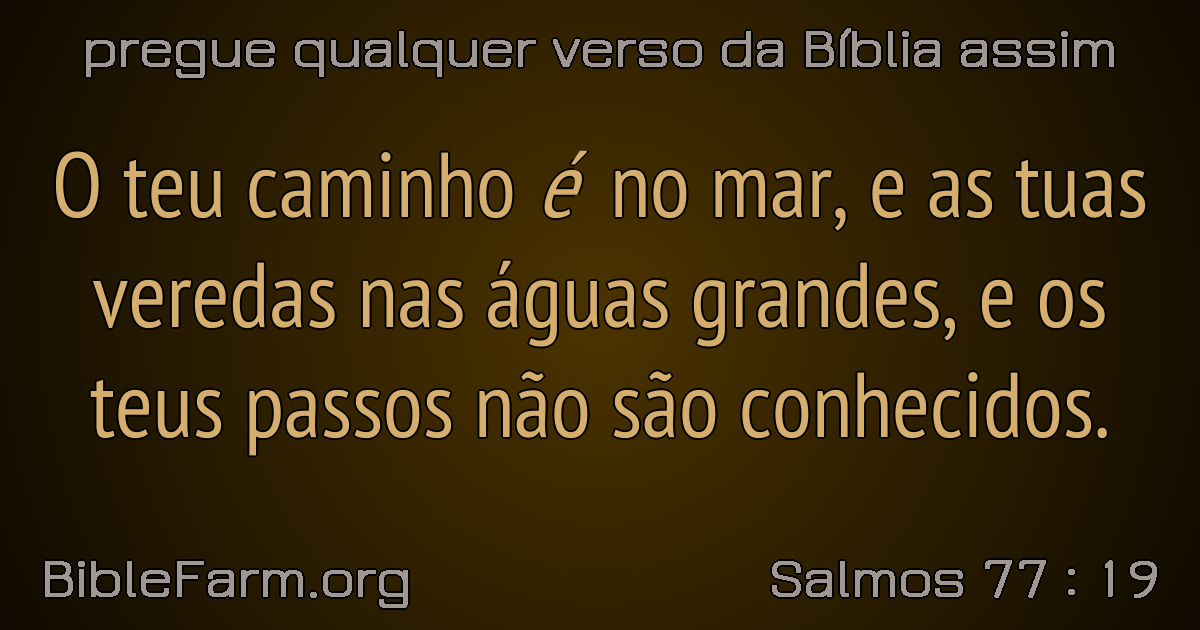 pregue qualquer verso da Bíblia assim
O teu caminho é no mar, e as tuas
veredas nas águas grandes, e os
teus passos não são conhecidos.
BibleFarm.org
Salmos 77 : 19